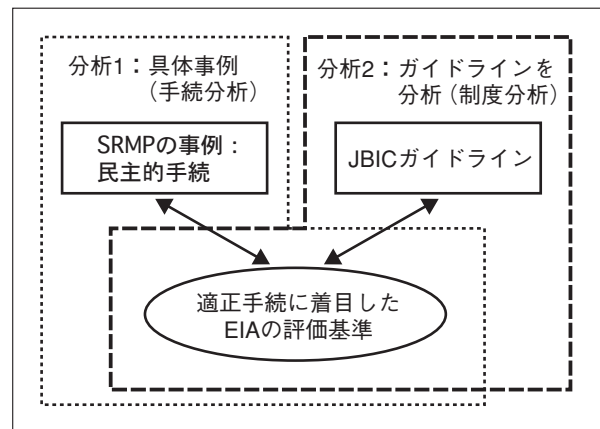 分析1：具体事例
（手続分析）
SRMPの事例：
民主的手続
分析2：ガイドラインを
分析（制度分析）
JBICガイドライン
適正手続に着目した
EIAの評価基準